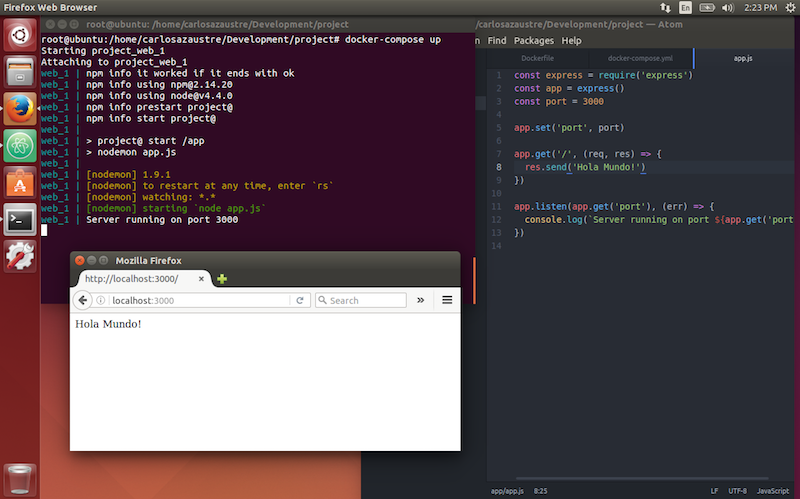 Firefox Web Browser
En
2:23 PM
root@ubuntu: /home/carlosazaustre/Development/project
root@ubuntu:/home/carlosazaustre/Development/project# docker-compose up
Starting project_web_1
Attaching to project_web_1
web_1 | npm info it worked if it ends with ok
web_1 | npm info using npm@2.14.20
web_1 | npm info using node@v4.4.0
web_1 | npm info prestart project@
web_1 | npm info start project@
web_1 |
web_1 | > project@ start /app
web_1 | > nodemon app.js
web_1 |
web_1 | [nodemon] 1.9.1
web_1 | [nodemon] to restart at any time, enter `rs`
web_1 | [nodemon] watching: *.*
web_1 | [nodemon] starting `node app.js`
web_1 | Server running on port 3000
Mozilla Firefox
http://localhost:3000/
localhost:3000
Search
Hola Mundo!
/carlosazaustre/Development/project — Atom
Find Packages Help
DockerFile docker-compose.yml app.js
1 const express = require('express')
2 const app = express()
3 const port = 3000
4
5 app.set('port', port)
6
7 app.get('/', (req, res) => {
8 res.send('Hola Mundo!')
9 })
10
11 app.listen(app.get('port'), (err) => {
12 console.log(`Server running on port ${app.get('port
13 })
14
app/app.js 8:25 LF UTF-8 JavaScript